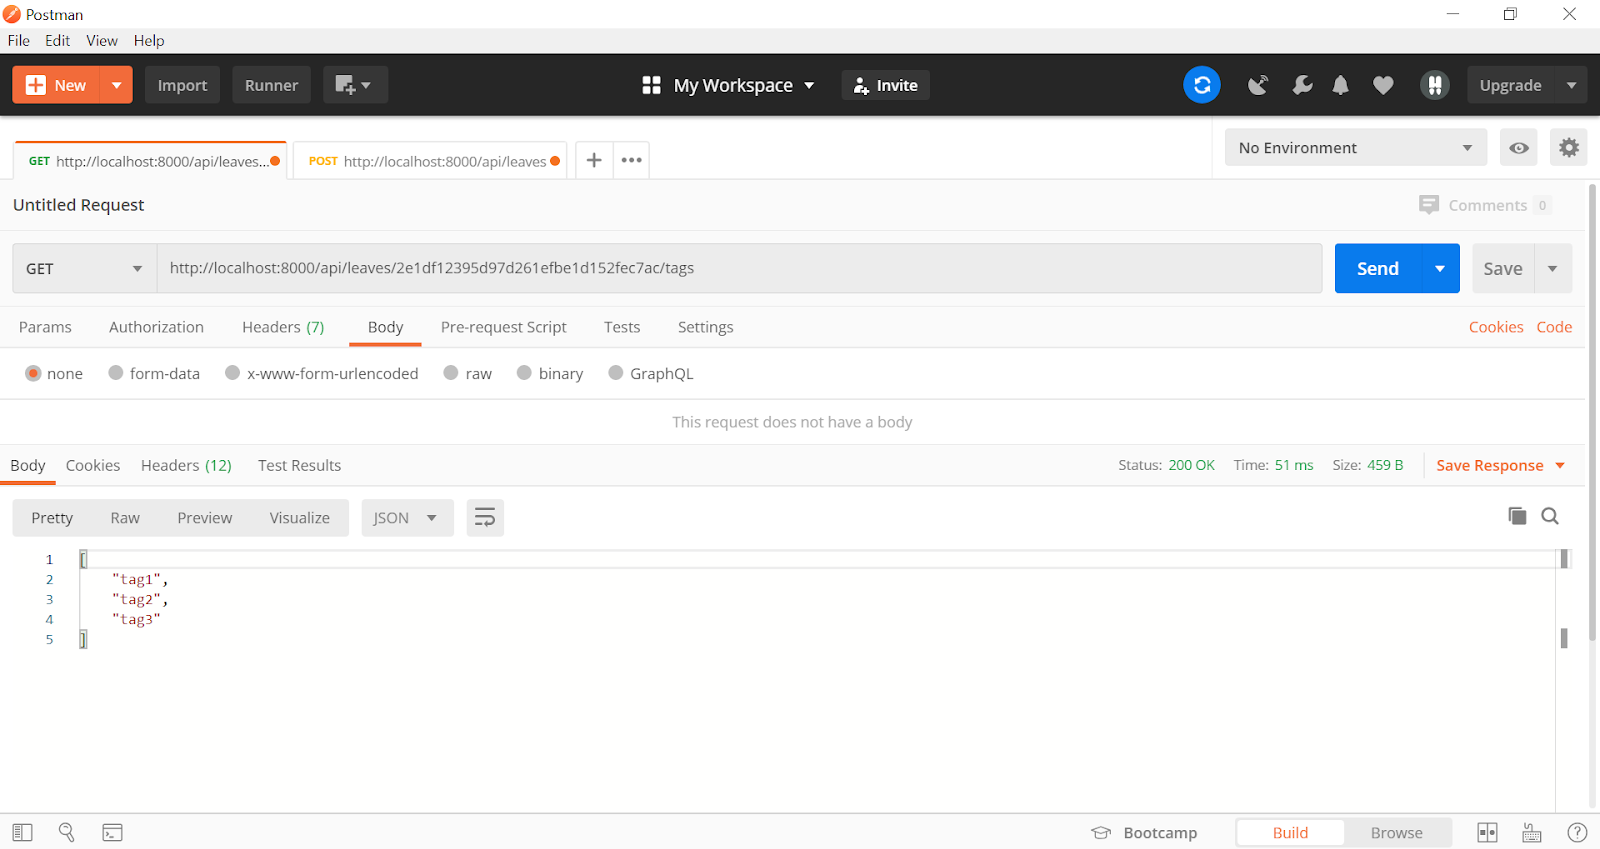 Postman
File Edit View Help
New Import Runner My Workspace Invite Upgrade
GET http://localhost:8000/api/leaves... POST http://localhost:8000/api/leaves No Environment
Untitled Request Comments 0
GET http://localhost:8000/api/leaves/2e1df12395d97d261efbe1d152fec7ac/tags Send Save
Params Authorization Headers (7) Body Pre-request Script Tests Settings Cookies Code
none form-data x-www-form-urlencoded raw binary GraphQL
This request does not have a body
Body Cookies Headers (12) Test Results Status: 200 OK Time: 51 ms Size: 459 B Save Response
Pretty Raw Preview Visualize JSON
1 [
2 "tag1",
3 "tag2",
4 "tag3"
5 ]
Bootcamp Build Browse